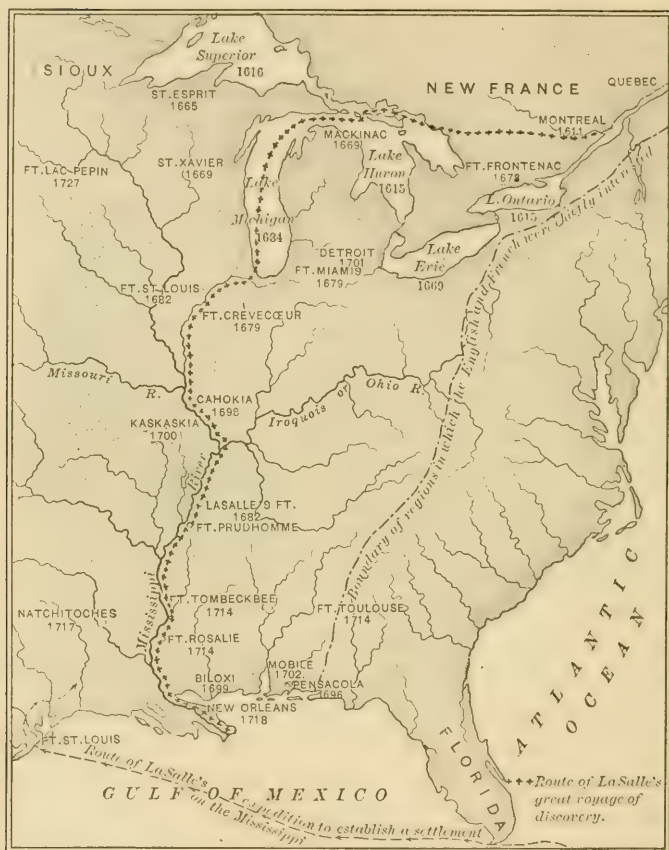 Lake
Superior
1616
SIOUX
ST. ESPRIT
1665
NEW FRANCE
QUEBEC
MONTREAL
1611
MACKINAC
1669
ST. XAVIER
1669
FT. LAC PEPIN
1727
Lake
Huron
1615
FT. FRONTENAC
L. Ontario
1615
Lake
Michigan
1634
DETROIT
1701
FT. MIAMIS
1679
Lake
Erie
1669
FT. ST. LOUIS
1682
FT. CREVECŒUR
1679
Missouri
R.
CAHOKIA
1698
Iroquois or Ohio R.
KASKASKIA
1700
Boundary of regions in which the English and French were chiefly interested
LASALLE'S FT.
1682
FT. PRUDHOMME
Mississippi River
FT. TOMBECKBEE
1714
FT. TOULOUSE
1714
NATCHITOCHES
1717
FT. ROSALIE
1714
MOBILE
1702
BILOXI
1699
PENSACOLA
1696
NEW ORLEANS
1718
FT. ST. LOUIS
FLORIDA
ATLANTIC
OCEAN
Route of LaSalle's expedition to establish a settlement
on the Mississippi
GULF OF MEXICO
Route of LaSalle's
great voyage of
discovery.